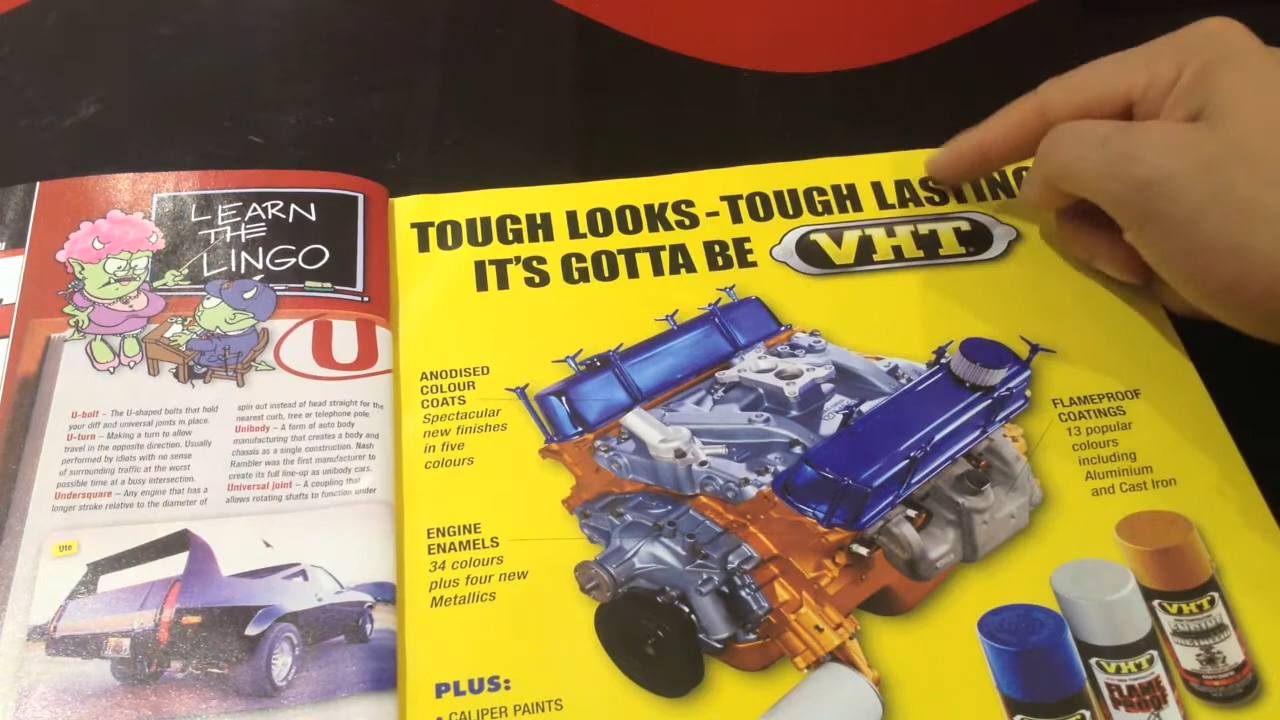 LEARN
THE
LINGO
U
U-bolt – The U-shaped bolts that hold
your diff and universal joints in place.
U-turn – Making a turn to allow
travel in the opposite direction. Usually
performed by idiots with no sense
of surrounding traffic at the worst
possible time at a busy intersection.
Undersquare – Any engine that has a
longer stroke relative to the diameter of
spin out instead of head straight for the
nearest curb, tree or telephone pole.
Unibody – A form of auto body
manufacturing that creates a body and
chassis as a single construction. Nash
Rambler was the first manufacturer to
create its full line-up as unibody cars.
Universal joint – A coupling that
allows rotating shafts to function under
Ute
TOUGH LOOKS - TOUGH LASTING
IT'S GOTTA BE VHT
ANODISED
COLOUR
COATS
Spectacular
new finishes
in five
colours
ENGINE
ENAMELS
34 colours
plus four new
Metallics
FLAMEPROOF
COATINGS
13 popular
colours
including
Aluminium
and Cast Iron
PLUS:
• CALIPER PAINTS
VHT
VHT
FLAME
PROOF